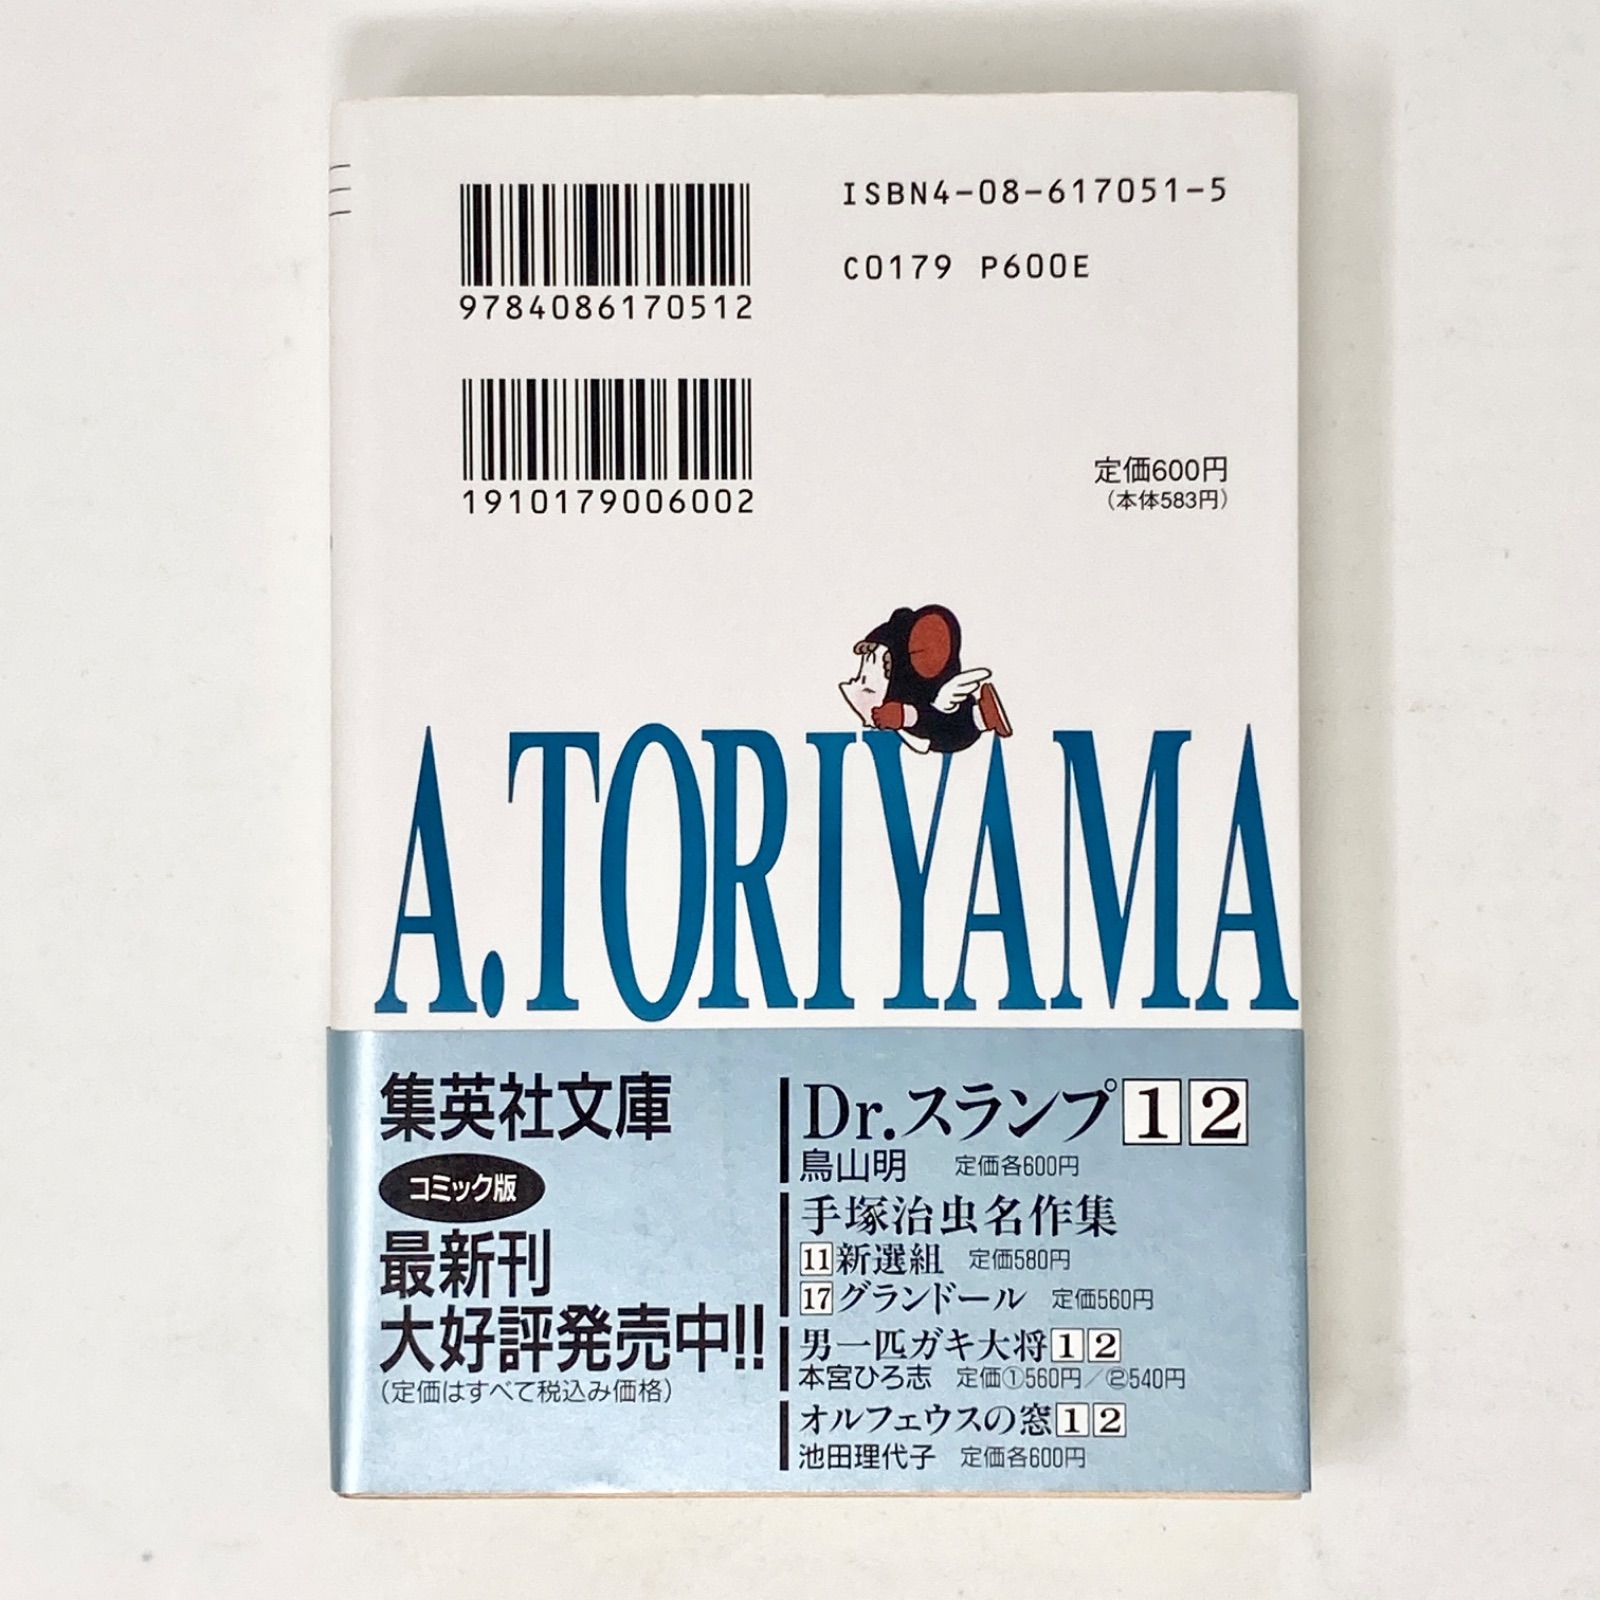 9784086170512
ISBN4-08-617051-5
C0179 P600E
1910179006002
定価600円
（本体583円）
A.TORIYAMA
集英社文庫
コミック版
最新刊
大好評発売中!!
（定価はすべて税込み価格）
Dr.スランプ12
鳥山明 定価各600円
手塚治虫名作集
11新選組 定価580円
17グランドール 定価560円
男一匹ガキ大将12
本宮ひろ志 定価①560円／②540円
オルフェウスの窓12
池田理代子 定価各600円